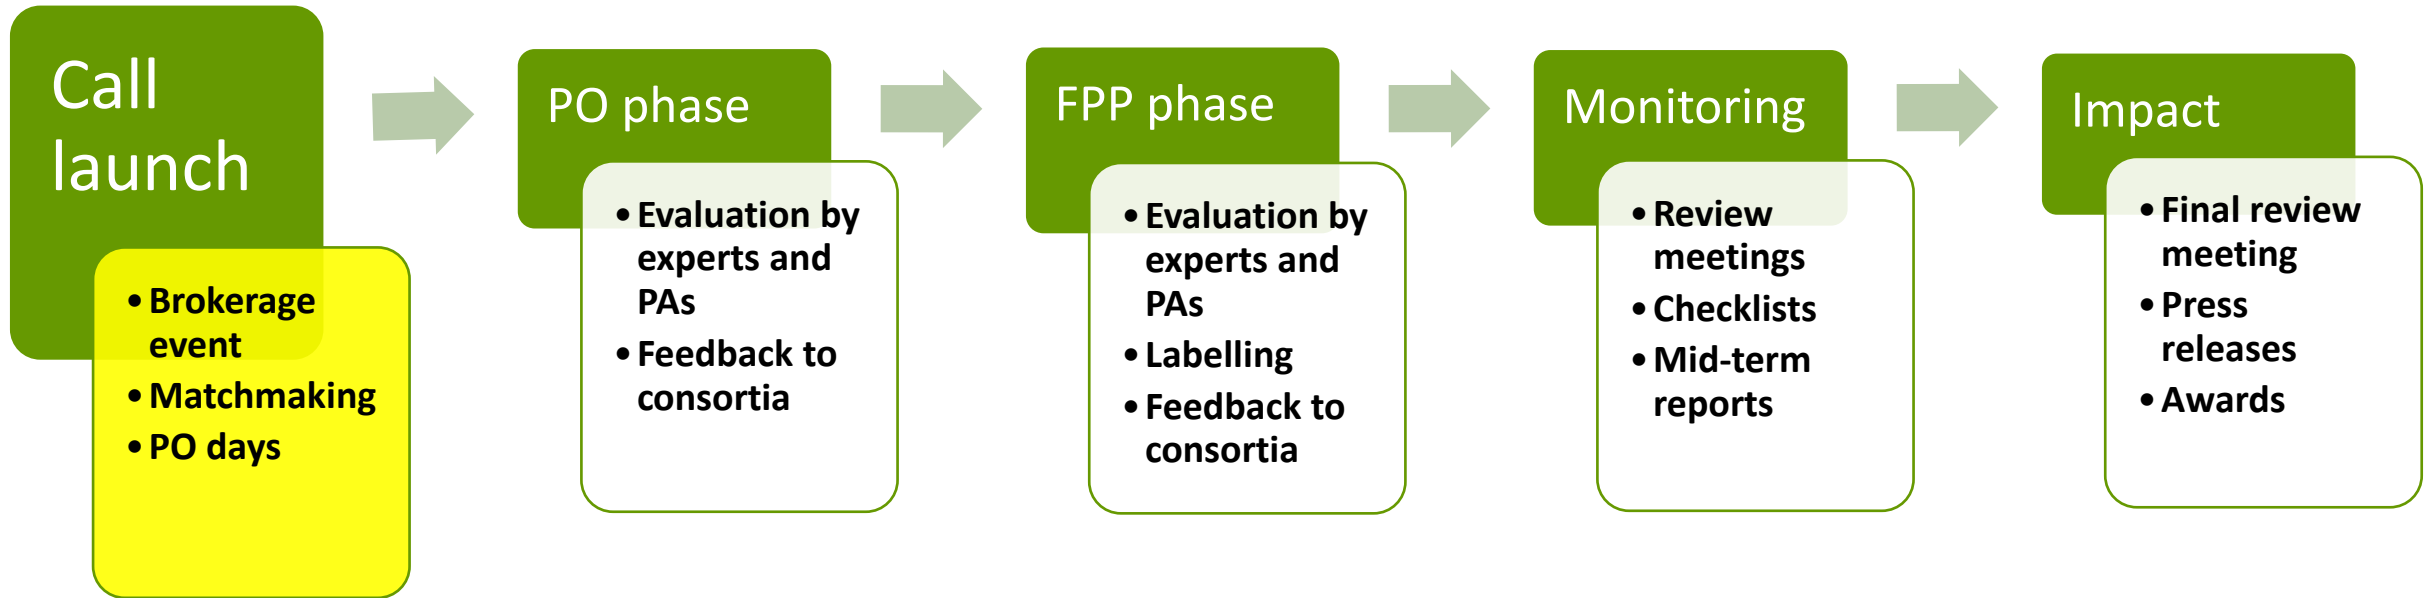 Call
launch
• Brokerage
event
• Matchmaking
• PO days
PO phase
• Evaluation by
experts and
PAs
• Feedback to
consortia
FPP phase
• Evaluation by
experts and
PAs
• Labelling
• Feedback to
consortia
Monitoring
• Review
meetings
• Checklists
• Mid-term
reports
Impact
• Final review
meeting
• Press
releases
• Awards